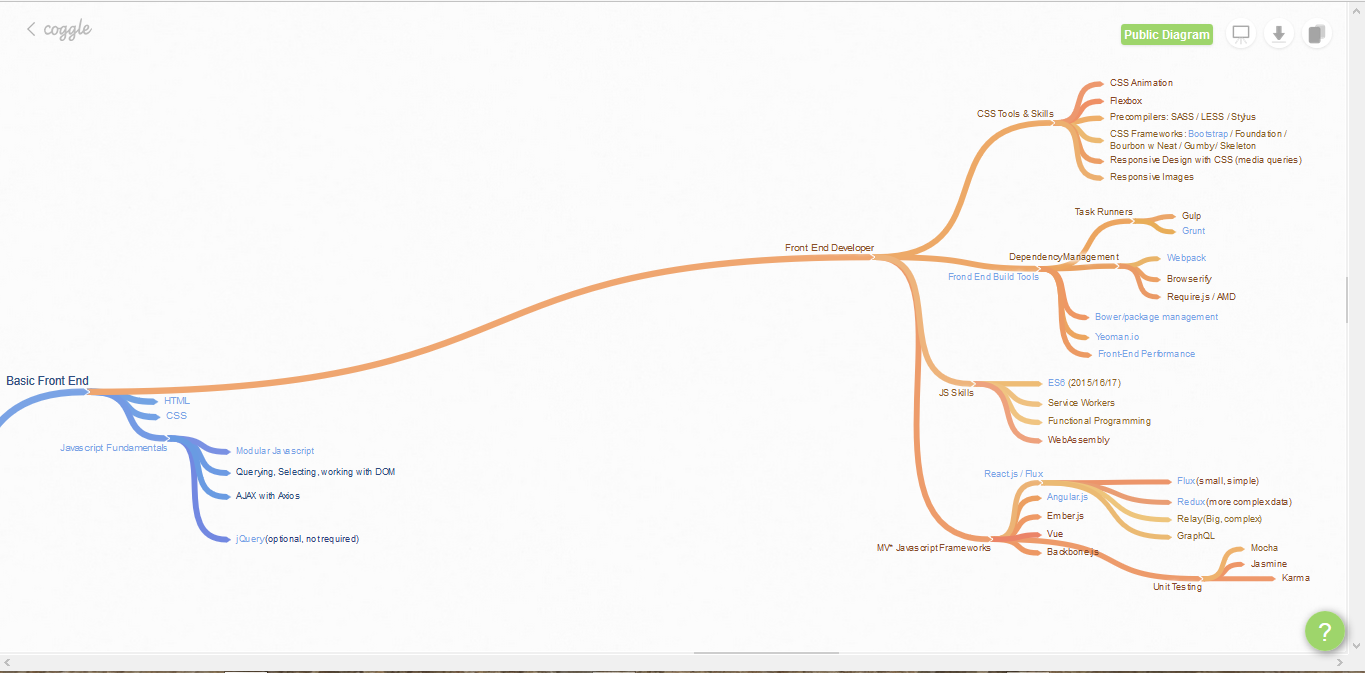 coggle
Public Diagram
CSS Tools & Skills
CSS Animation
Flexbox
Precompilers: SASS / LESS / Stylus
CSS Frameworks: Bootstrap / Foundation /
Bourbon w Neat / Gumby/ Skeleton
Responsive Design with CSS (media queries)
Responsive Images
Front End Developer
Frond End Build Tools
Task Runners
Gulp
Grunt
DependencyManagement
Webpack
Browserify
Require.js / AMD
Bower/package management
Yeoman.io
Front-End Performance
JS Skills
ES6 (2015/16/17)
Service Workers
Functional Programming
WebAssembly
MV* Javascript Frameworks
React.js / Flux
Flux(small, simple)
Redux(more complex data)
Relay(Big, complex)
GraphQL
Angular.js
Ember.js
Vue
Backbone.js
Unit Testing
Mocha
Jasmine
Karma
Basic Front End
HTML
CSS
Javascript Fundamentals
Modular Javascript
Querying, Selecting, working with DOM
AJAX with Axios
jQuery(optional, not required)
?